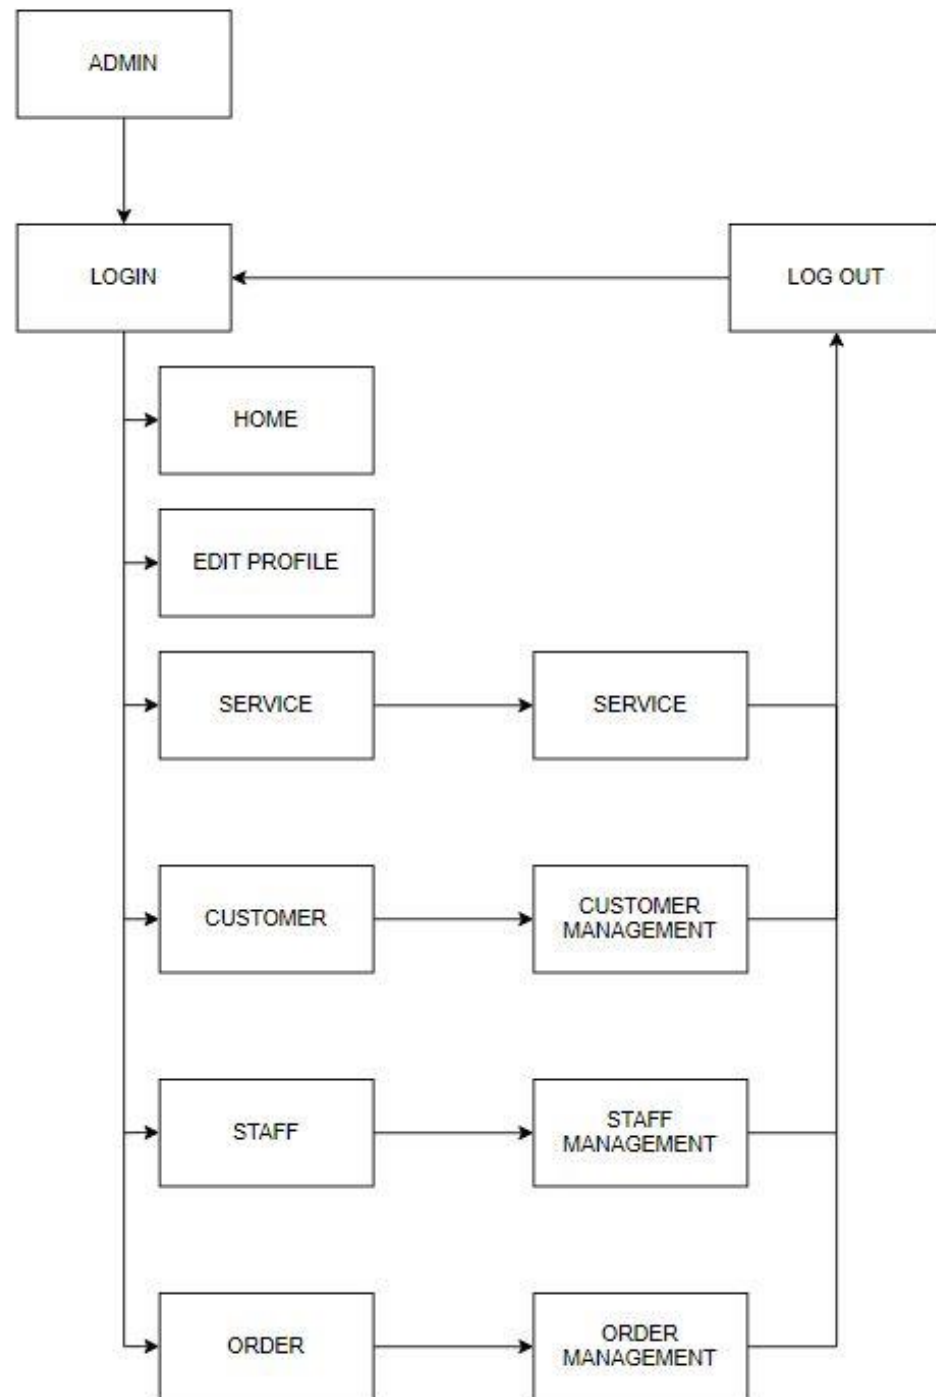 ADMIN
LOGIN
LOG OUT
HOME
EDIT PROFILE
SERVICE
SERVICE
CUSTOMER
CUSTOMER
MANAGEMENT
STAFF
STAFF
MANAGEMENT
ORDER
ORDER
MANAGEMENT